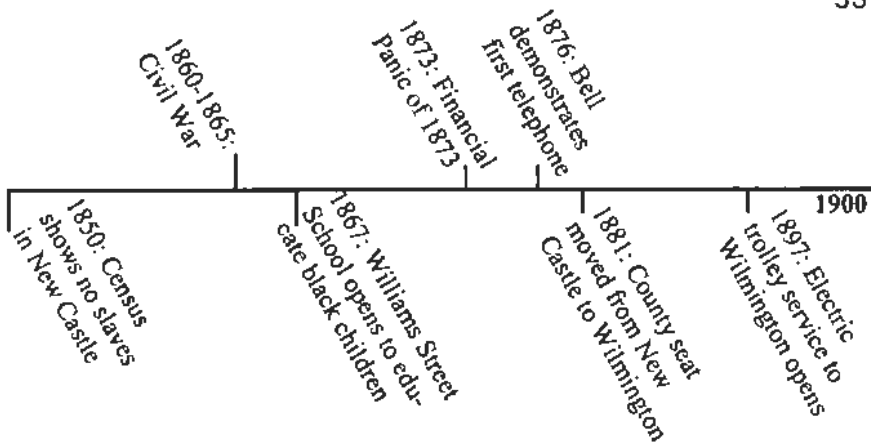 1860-1865:
Civil War
1873: Financial
Panic of 1873
1876: Bell
demonstrates
first telephone
1900
1850: Census
shows no slaves
in New Castle
1867: Williams Street
School opens to edu-
cate black children
1881: County seat
moved from New
Castle to Wilmington
1897: Electric
trolley service to
Wilmington opens